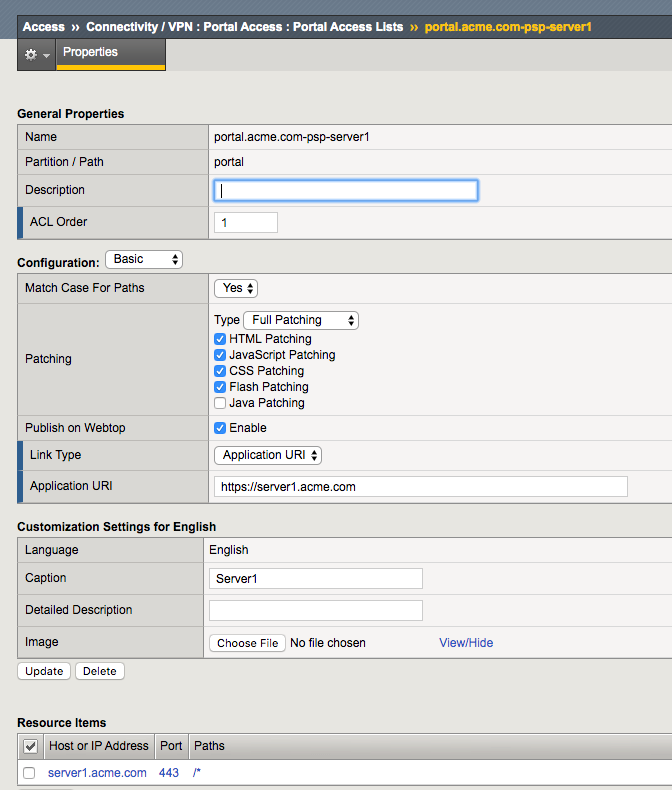 Access ›› Connectivity / VPN : Portal Access : Portal Access Lists ›› portal.acme.com-psp-server1
Properties
General Properties
Name portal.acme.com-psp-server1
Partition / Path portal
Description
ACL Order 1
Configuration: Basic
Match Case For Paths Yes
Type Full Patching
HTML Patching
JavaScript Patching
Patching CSS Patching
Flash Patching
Java Patching
Publish on Webtop Enable
Link Type Application URI
Application URI https://server1.acme.com
Customization Settings for English
Language English
Caption Server1
Detailed Description
Image Choose File No file chosen View/Hide
Update Delete
Resource Items
Host or IP Address Port Paths
server1.acme.com 443 /*